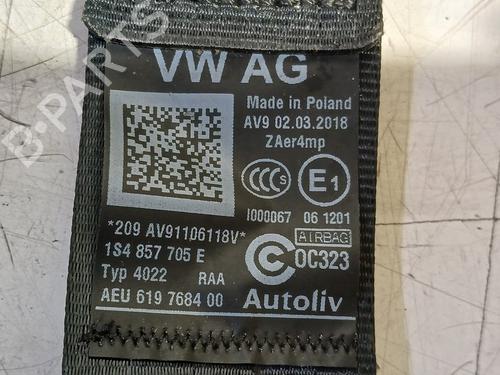 VW AG
Made in Poland
AV9 02.03.2018
ZAer4mp
CCC S E1
I000067 06 1201
*209 AV91106118V*
1S4 857 705 E
AIRBAG
Typ 4022 RAA
C OC323
AEU 619 7684 00
Autoliv
B-PARTS